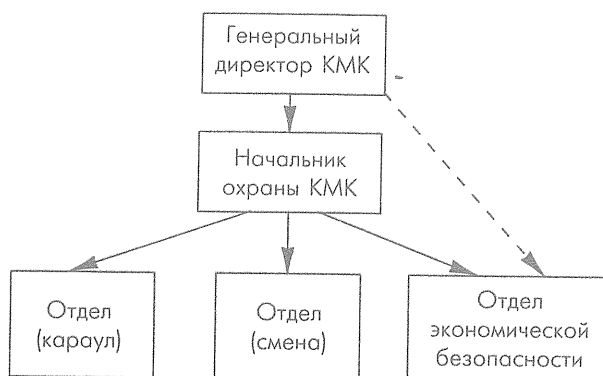 Генеральный
директор КМК
Начальник
охраны КМК
Отдел
(караул)
Отдел
(смена)
Отдел
экономической
безопасности